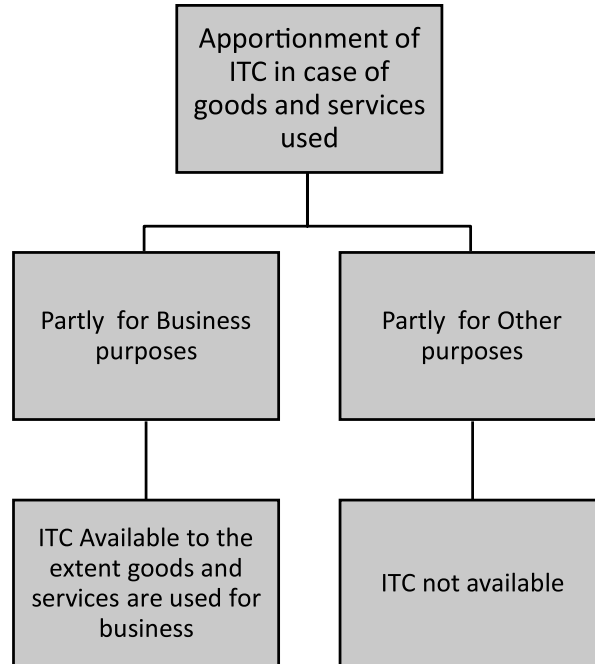 Apportionment of
ITC in case of
goods and services
used
Partly for Business
purposes
Partly for Other
purposes
ITC Available to the
extent goods and
services are used for
business
ITC not available